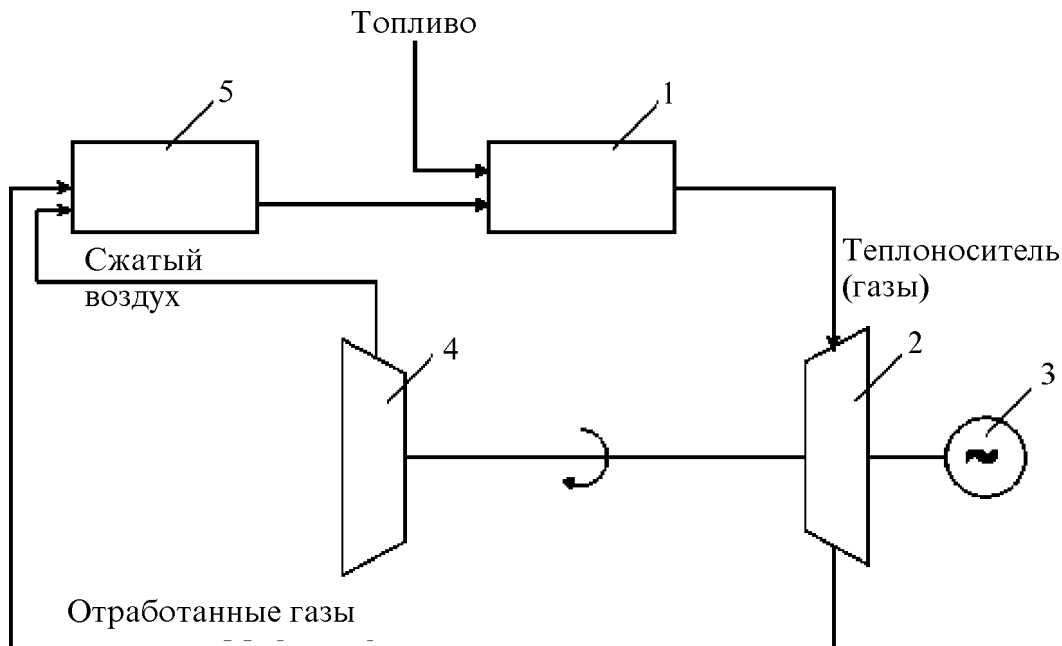 Топливо
5
1
Сжатый
воздух
Теплоноситель
(газы)
4
2
3
Отработанные газы